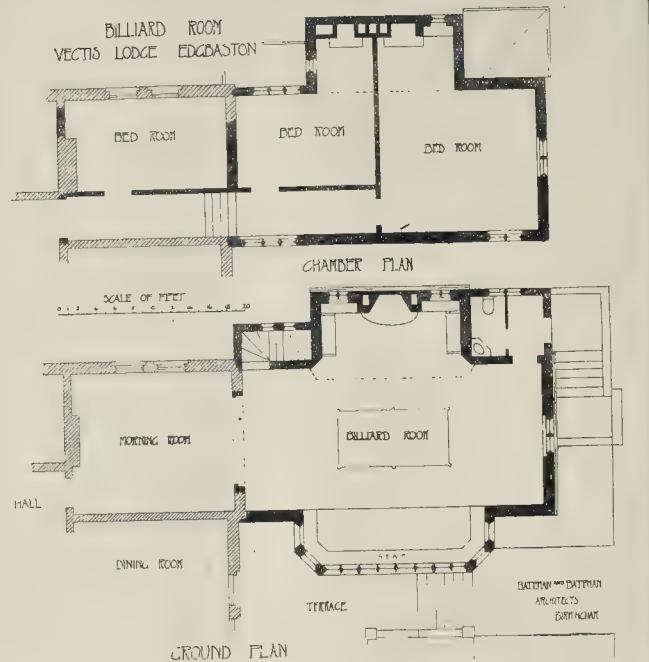 BILLIARD ROOM
VECTIS LODGE EDGBASTON
BED ROOM
BED ROOM
BED ROOM
CHAMBER PLAN
SCALE OF FEET
MORNING ROOM
BILLIARD ROOM
HALL
SEAT
DINING ROOM
TERRACE
BATEMAN AND BATEMAN
ARCHITECTS
BIRMINGHAM
GROUND PLAN